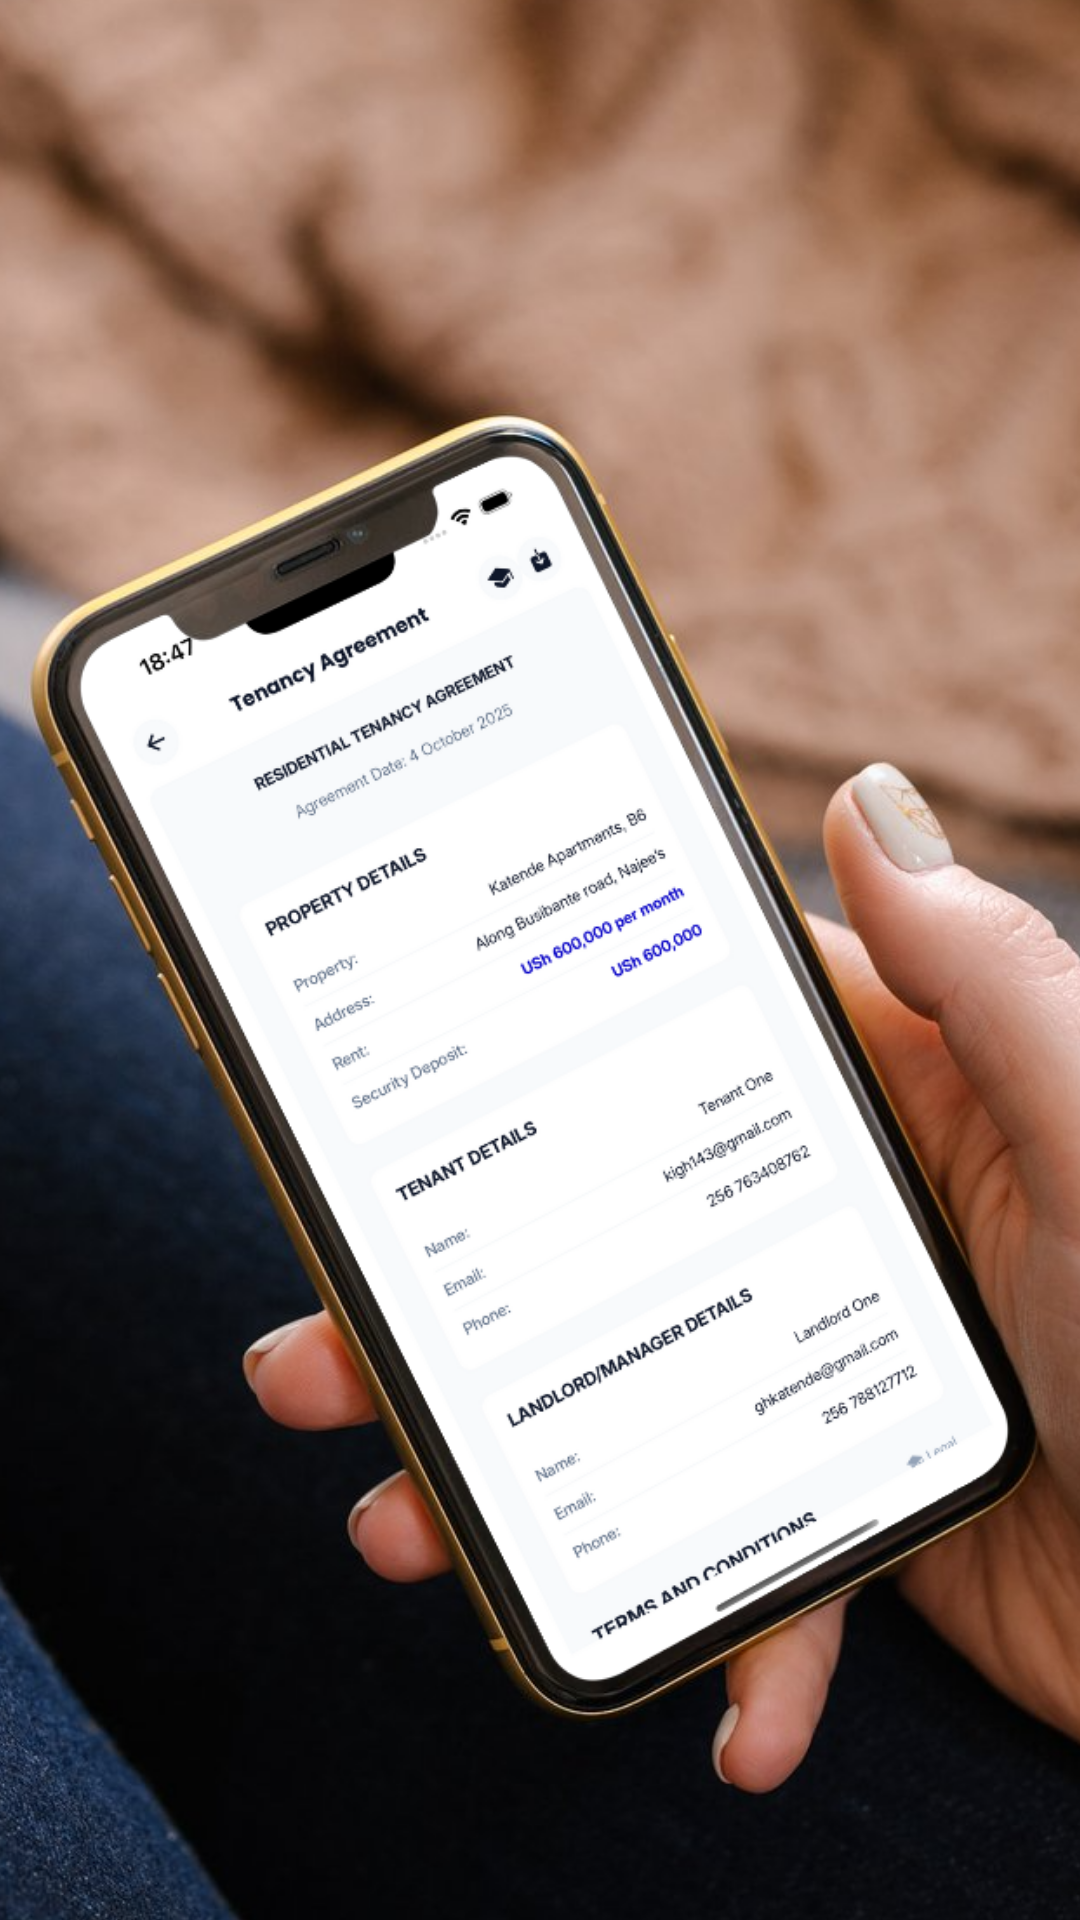 18:47
Tenancy Agreement
RESIDENTIAL TENANCY AGREEMENT
Agreement Date: 4 October 2025
PROPERTY DETAILS
Property: Katende Apartments, B6
Address: Along Busibante road, Najee's
Rent: USh 600,000 per month
Security Deposit: USh 600,000
TENANT DETAILS
Name: Tenant One
Email: kigh143@gmail.com
Phone: 256 763408762
LANDLORD/MANAGER DETAILS
Name: Landlord One
Email: ghkatende@gmail.com
Phone: 256 788127712
Legal
TERMS AND CONDITIONS